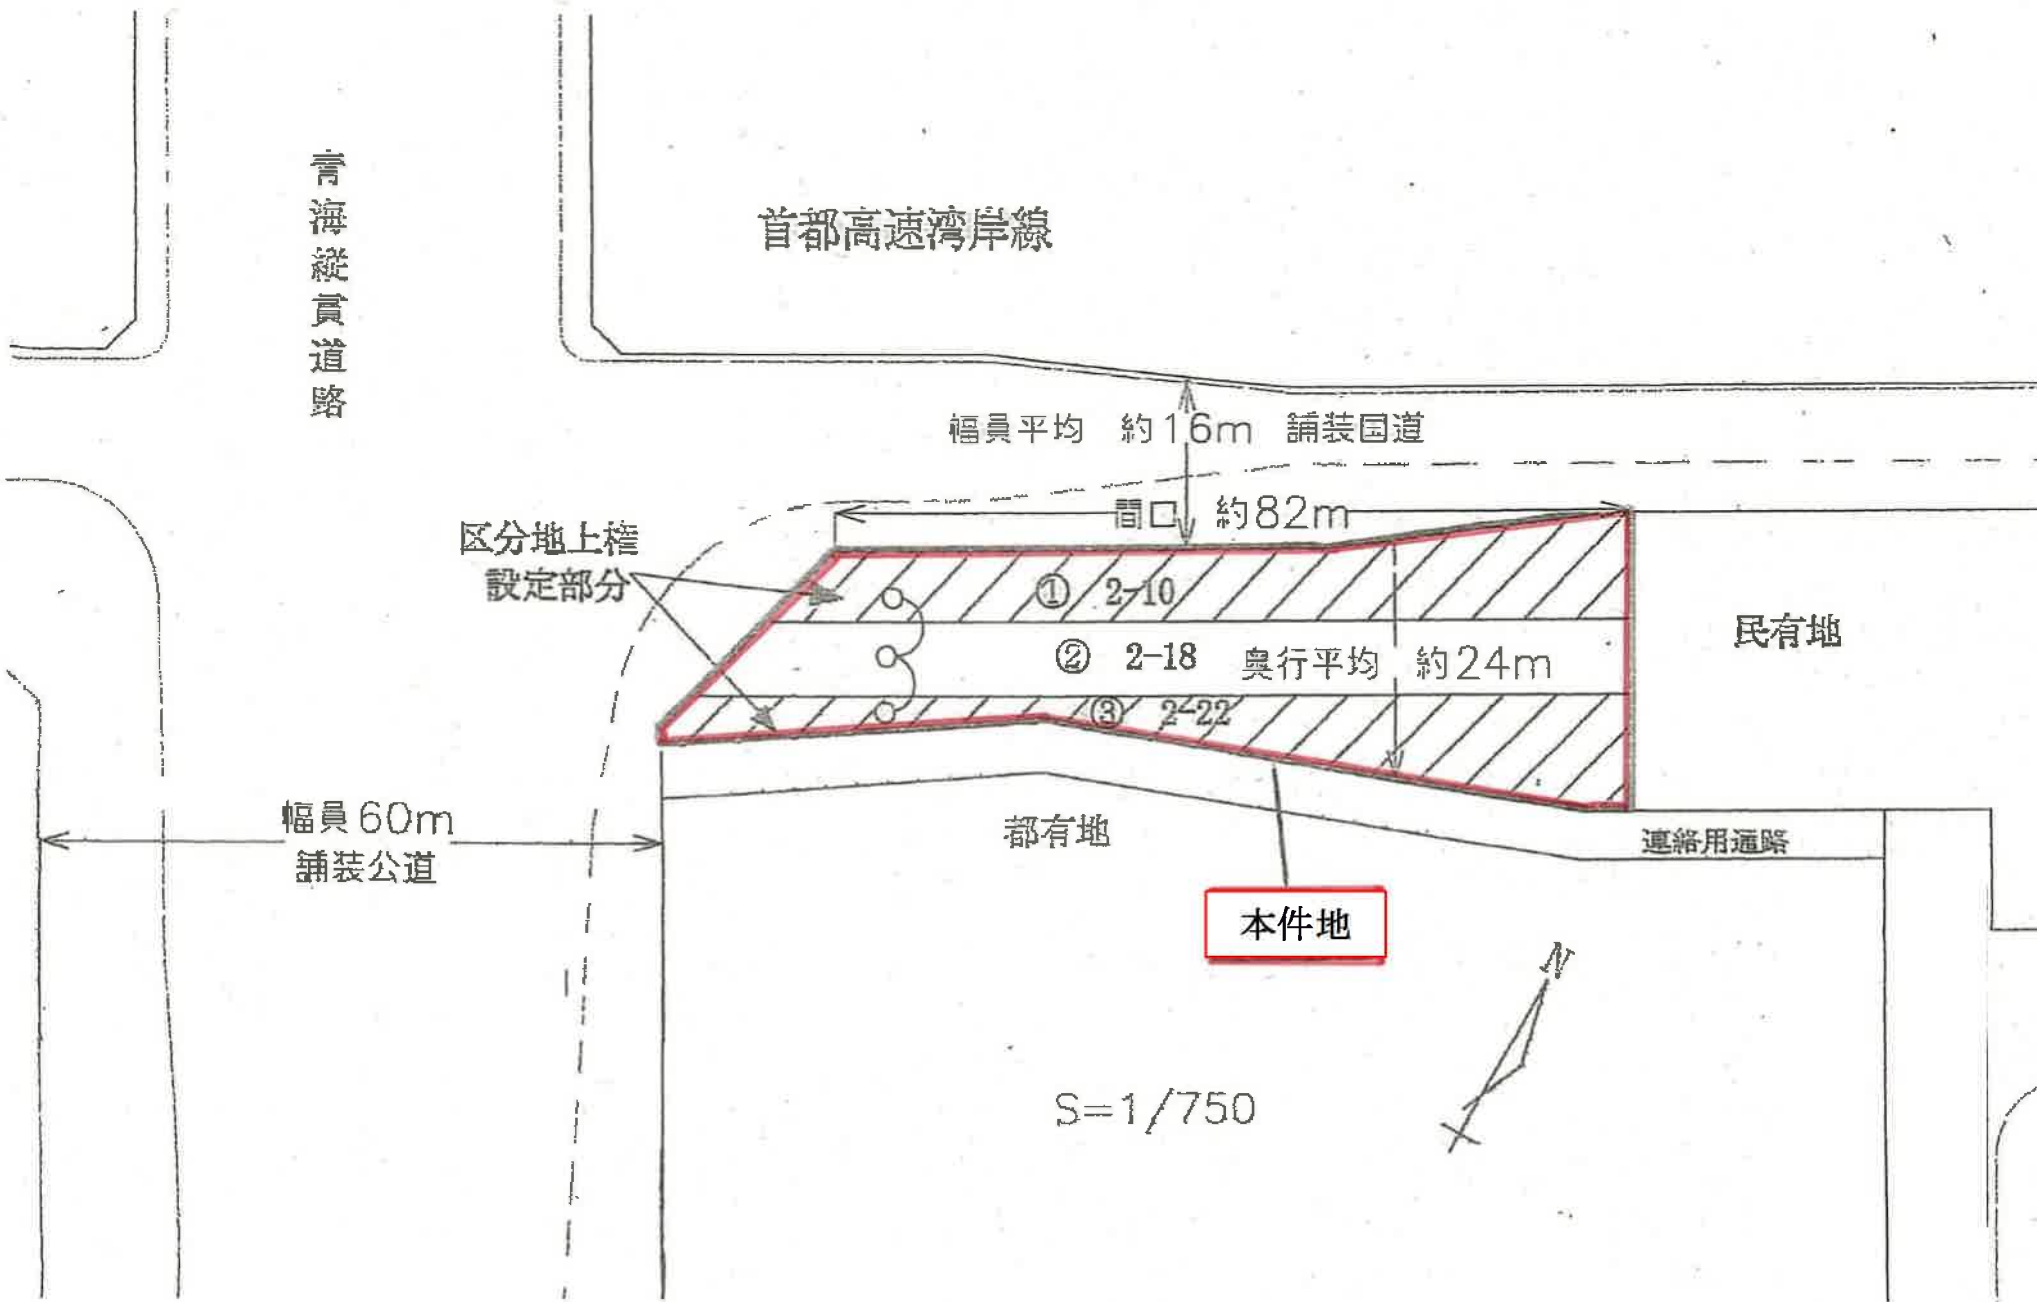 青海縦貫道路
首都高速湾岸線
幅員平均 約16m 舗装国道
間口 約82m
区分地上権
設定部分
① 2-10
② 2-18 奥行平均 約24m
③ 2-22
民有地
幅員60m
舗装公道
都有地
連絡用通路
本件地
N
S=1/750